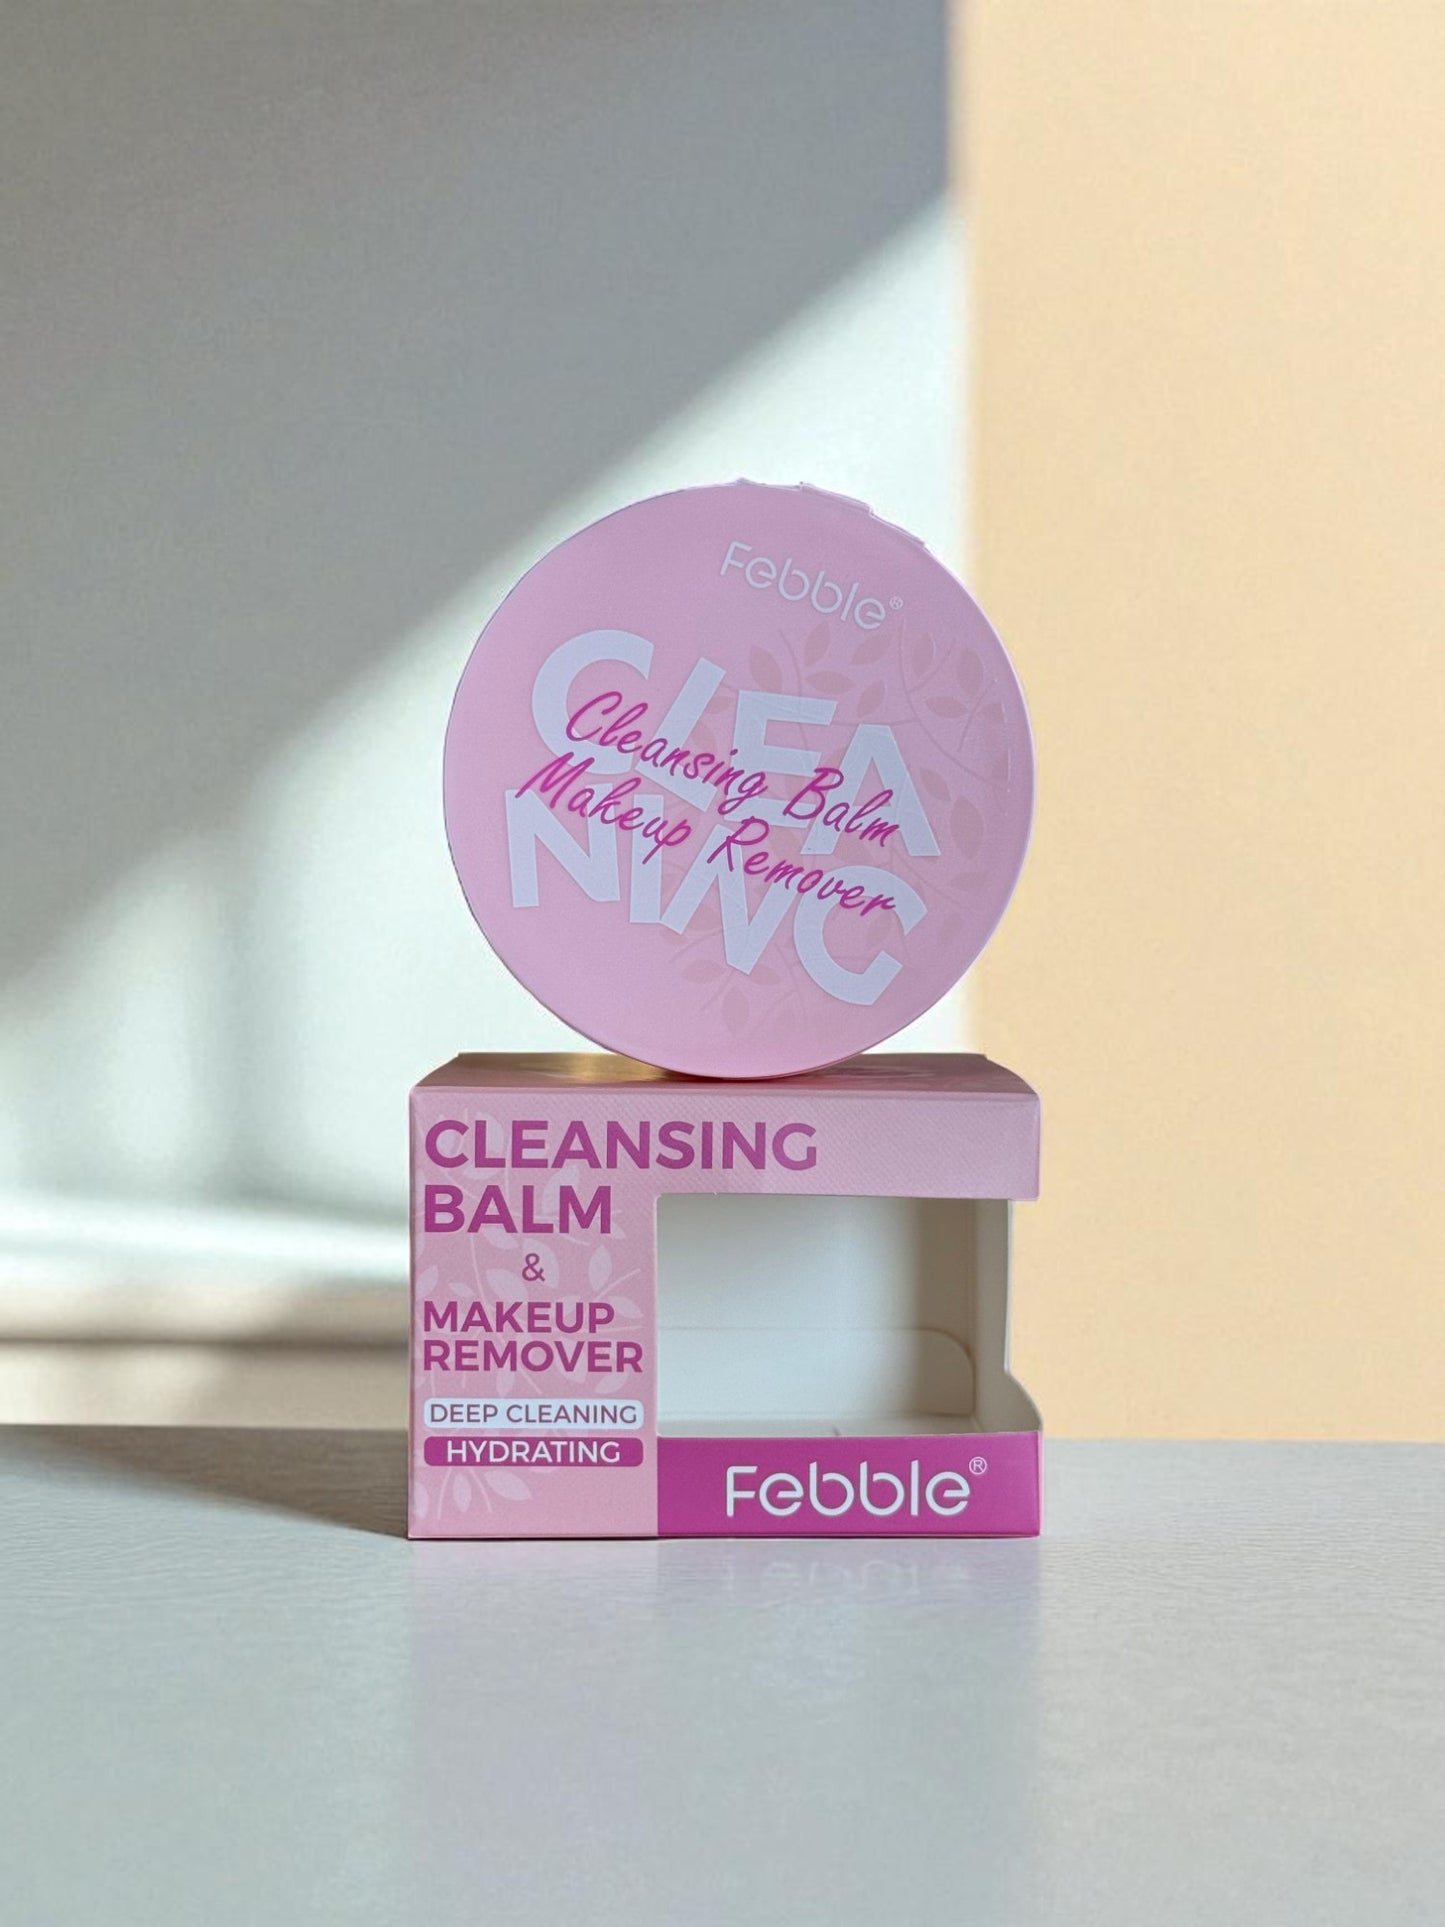 Febble®
CLEA
NING
Cleansing Balm
Makeup Remover
CLEANSING
BALM
&
MAKEUP
REMOVER
DEEP CLEANING
HYDRATING
Febble®